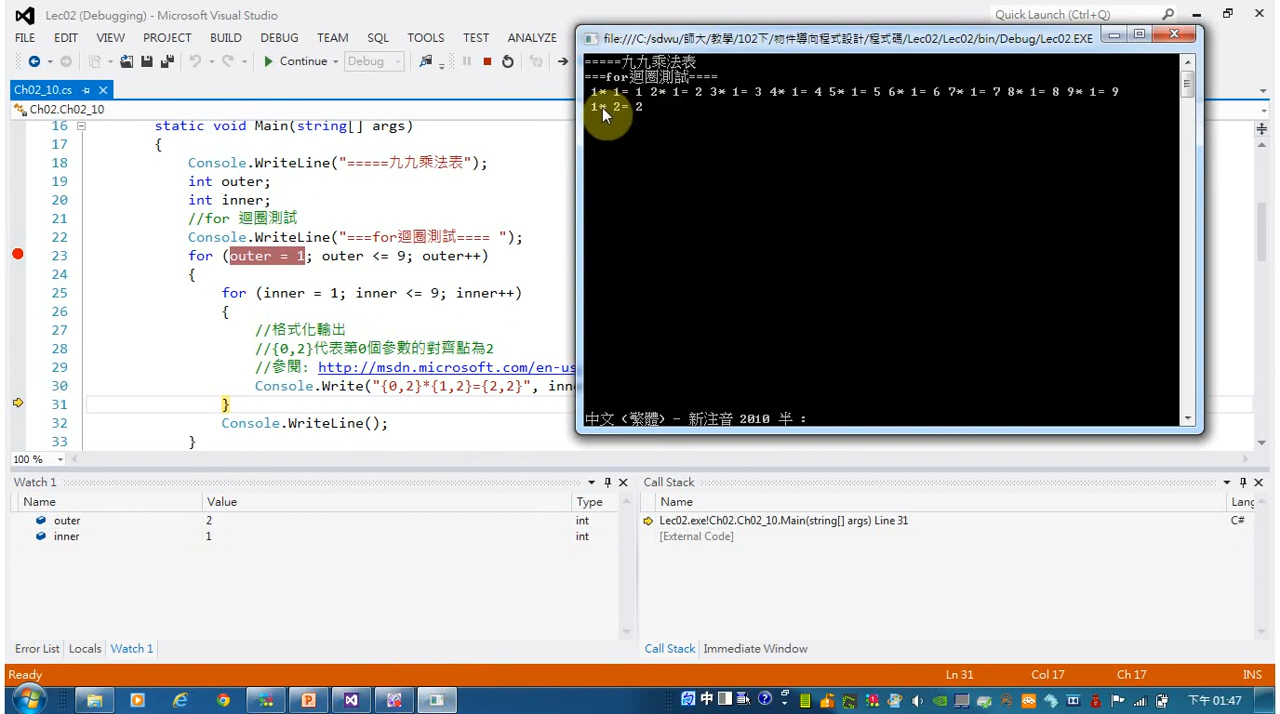 Lec02 (Debugging) - Microsoft Visual Studio
Quick Launch (Ctrl+Q)
FILE EDIT VIEW PROJECT BUILD DEBUG TEAM SQL TOOLS TEST ANALYZE
Continue Debug
Ch02_10.cs
Ch02.Ch02_10
16 static void Main(string[] args)
17 {
18 Console.WriteLine("=====九九乘法表");
19 int outer;
20 int inner;
21 //for 迴圈測試
22 Console.WriteLine("===for迴圈測試==== ");
23 for (outer = 1; outer <= 9; outer++)
24 {
25 for (inner = 1; inner <= 9; inner++)
26 {
27 //格式化輸出
28 //{0,2}代表第0個參數的對齊點為2
29 //參閱: http://msdn.microsoft.com/en-us
30 Console.Write("{0,2}*{1,2}={2,2}", inne
31 }
32 Console.WriteLine();
33 }
100 %
file:///C:/sdwu/師大/教學/102下/物件導向程式設計/程式碼/Lec02/Lec02/bin/Debug/Lec02.EXE
=====九九乘法表
===for迴圈測試====
1* 1= 1 2* 1= 2 3* 1= 3 4* 1= 4 5* 1= 5 6* 1= 6 7* 1= 7 8* 1= 8 9* 1= 9
1* 2= 2
中文 (繁體) - 新注音 2010 半 :
Watch 1
Name Value Type
outer 2 int
inner 1 int
Error List Locals Watch 1
Call Stack
Name Lang
Lec02.exe!Ch02.Ch02_10.Main(string[] args) Line 31 C#
[External Code]
Call Stack Immediate Window
Ready Ln 31 Col 17 Ch 17 INS
中 下午 01:47